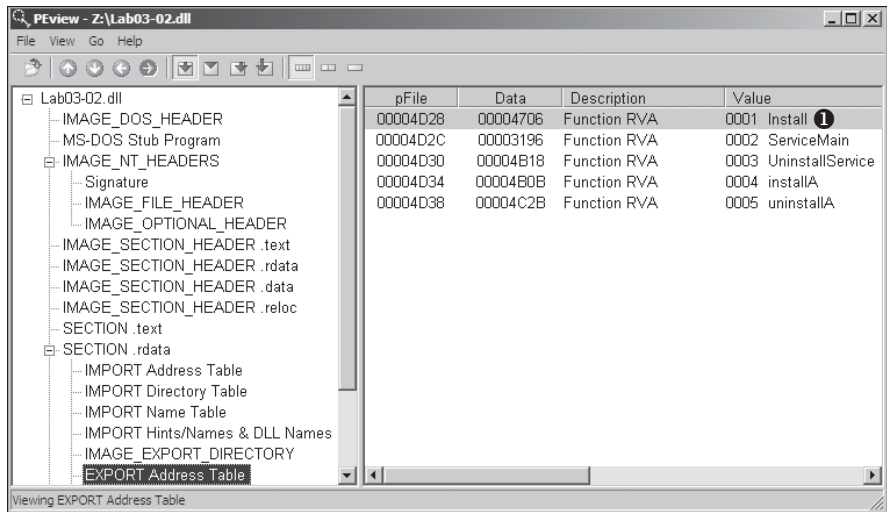 PEview - Z:\Lab03-02.dll
File View Go Help
Lab03-02.dll
IMAGE_DOS_HEADER
MS-DOS Stub Program
IMAGE_NT_HEADERS
Signature
IMAGE_FILE_HEADER
IMAGE_OPTIONAL_HEADER
IMAGE_SECTION_HEADER .text
IMAGE_SECTION_HEADER .rdata
IMAGE_SECTION_HEADER .data
IMAGE_SECTION_HEADER .reloc
SECTION .text
SECTION .rdata
IMPORT Address Table
IMPORT Directory Table
IMPORT Name Table
IMPORT Hints/Names & DLL Names
IMAGE_EXPORT_DIRECTORY
EXPORT Address Table
pFile Data Description Value
00004D28 00004706 Function RVA 0001 Install ❶
00004D2C 00003196 Function RVA 0002 ServiceMain
00004D30 00004B18 Function RVA 0003 UninstallService
00004D34 00004B0B Function RVA 0004 installA
00004D38 00004C2B Function RVA 0005 uninstallA
Viewing EXPORT Address Table